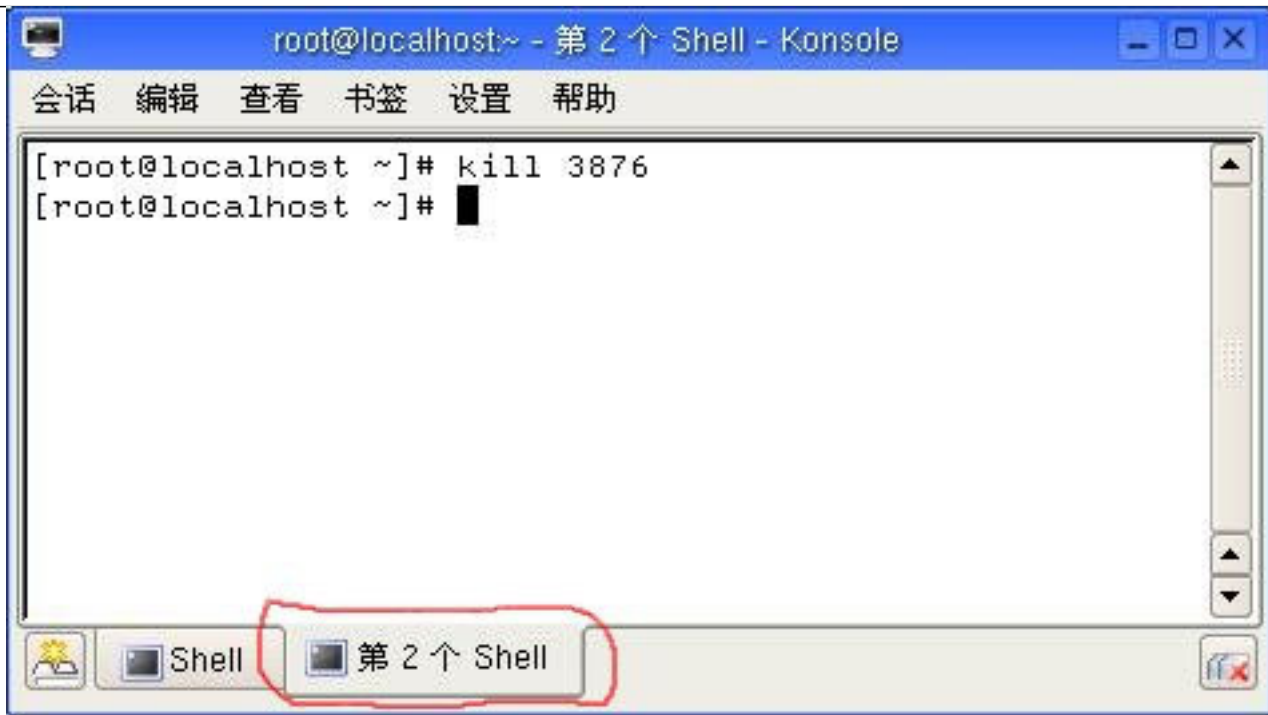 root@localhost:~ - 第 2 个 Shell - Konsole
会话 编辑 查看 书签 设置 帮助
[root@localhost ~]# kill 3876
[root@localhost ~]#
Shell 第 2 个 Shell